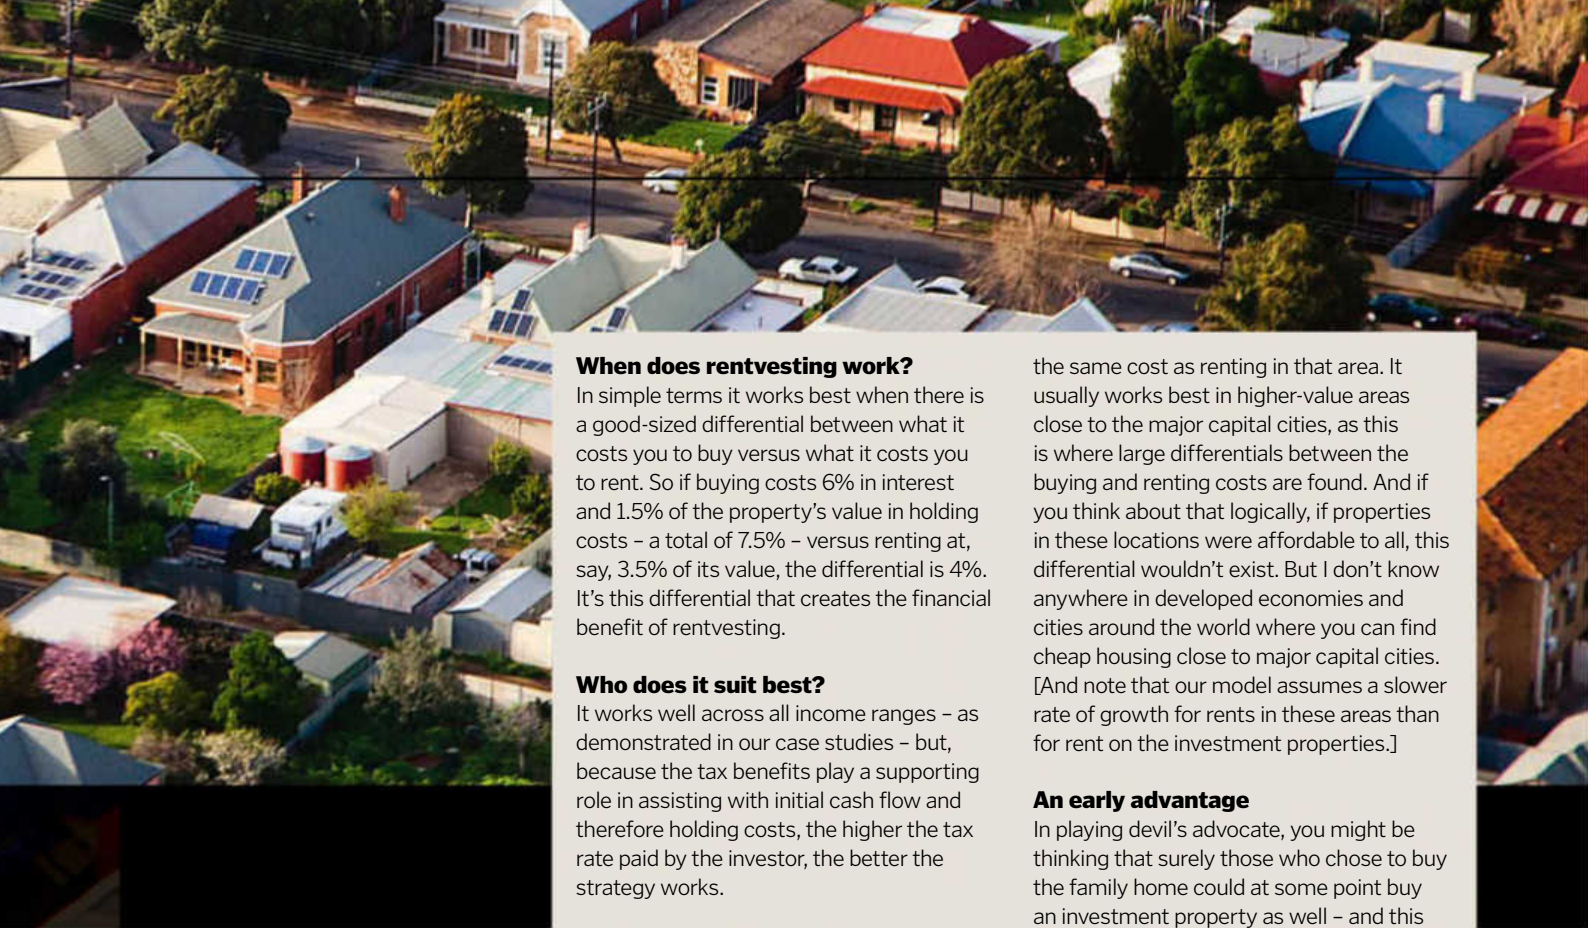 When does rentvesting work?
In simple terms it works best when there is
a good-sized differential between what it
costs you to buy versus what it costs you
to rent. So if buying costs 6% in interest
and 1.5% of the property’s value in holding
costs – a total of 7.5% – versus renting at,
say, 3.5% of its value, the differential is 4%.
It’s this differential that creates the financial
benefit of rentvesting.
Who does it suit best?
It works well across all income ranges – as
demonstrated in our case studies – but,
because the tax benefits play a supporting
role in assisting with initial cash flow and
therefore holding costs, the higher the tax
rate paid by the investor, the better the
strategy works.
the same cost as renting in that area. It
usually works best in higher-value areas
close to the major capital cities, as this
is where large differentials between the
buying and renting costs are found. And if
you think about that logically, if properties
in these locations were affordable to all, this
differential wouldn’t exist. But I don’t know
anywhere in developed economies and
cities around the world where you can find
cheap housing close to major capital cities.
[And note that our model assumes a slower
rate of growth for rents in these areas than
for rent on the investment properties.]
An early advantage
In playing devil’s advocate, you might be
thinking that surely those who chose to buy
the family home could at some point buy
an investment property as well – and this